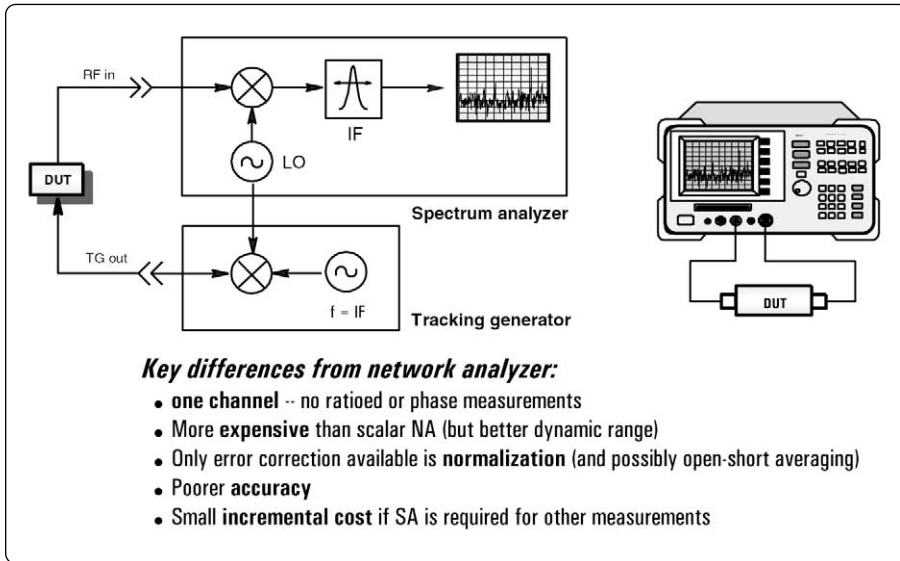 RF in
IF
LO
DUT
Spectrum analyzer
TG out
f = IF
Tracking generator
DUT
Key differences from network analyzer:
• one channel -- no ratioed or phase measurements
• More expensive than scalar NA (but better dynamic range)
• Only error correction available is normalization (and possibly open-short averaging)
• Poorer accuracy
• Small incremental cost if SA is required for other measurements